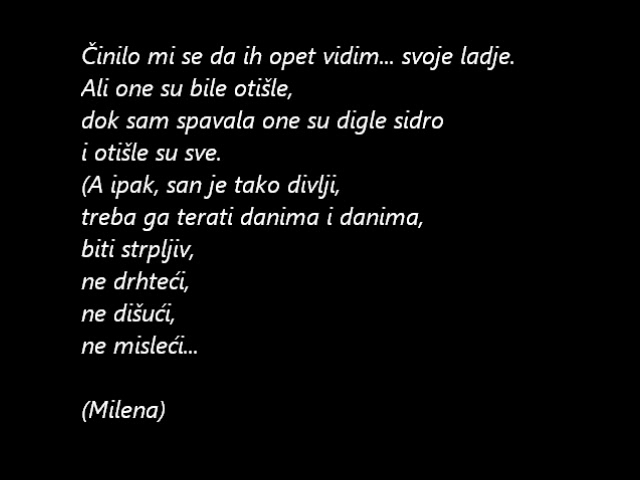 Činilo mi se da ih opet vidim... svoje ladje.
Ali one su bile otišle,
dok sam spavala one su digle sidro
i otišle su sve.
(A ipak, san je tako divlji,
treba ga terati danima i danima,
biti strpljiv,
ne drhteći,
ne dišući,
ne misleći...
(Milena)